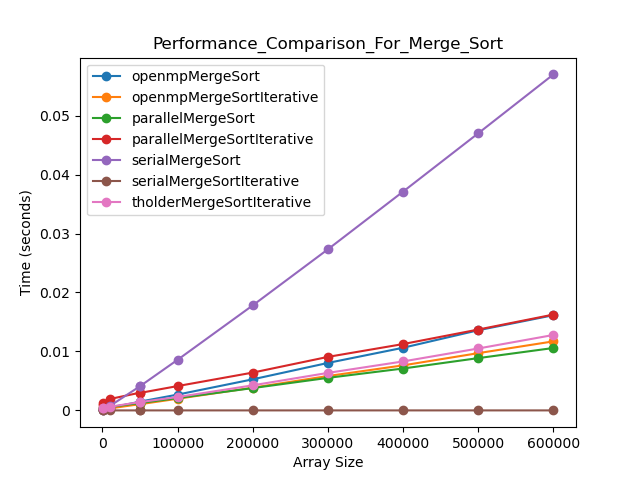 Performance_Comparison_For_Merge_Sort
openmpMergeSort
openmpMergeSortIterative
parallelMergeSort
parallelMergeSortIterative
serialMergeSort
serialMergeSortIterative
tholderMergeSortIterative
Time (seconds)
0.05
0.04
0.03
0.02
0.01
0
0 100000 200000 300000 400000 500000 600000
Array Size